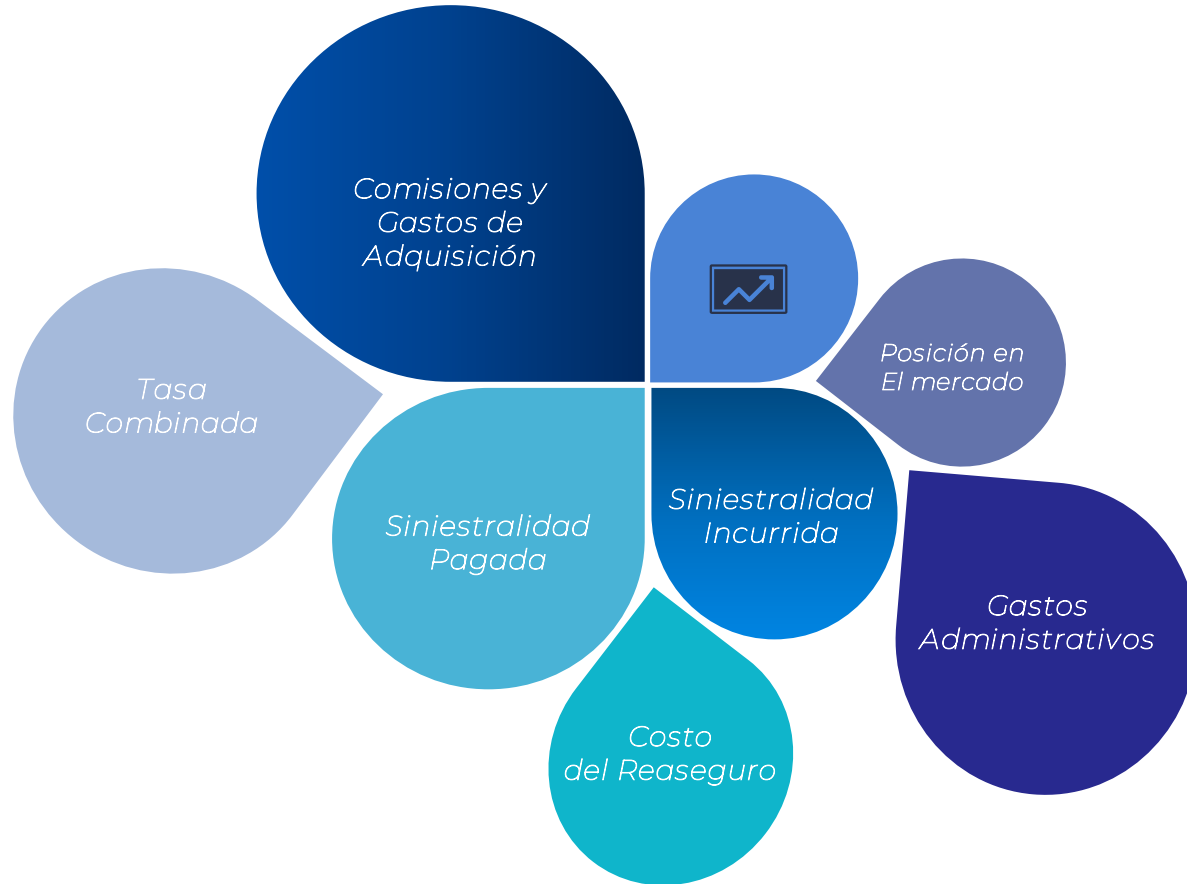 Comisiones y
Gastos de
Adquisición
Posición en
El mercado
Tasa
Combinada
Siniestralidad
Pagada
Siniestralidad
Incurrida
Gastos
Administrativos
Costo
del Reaseguro